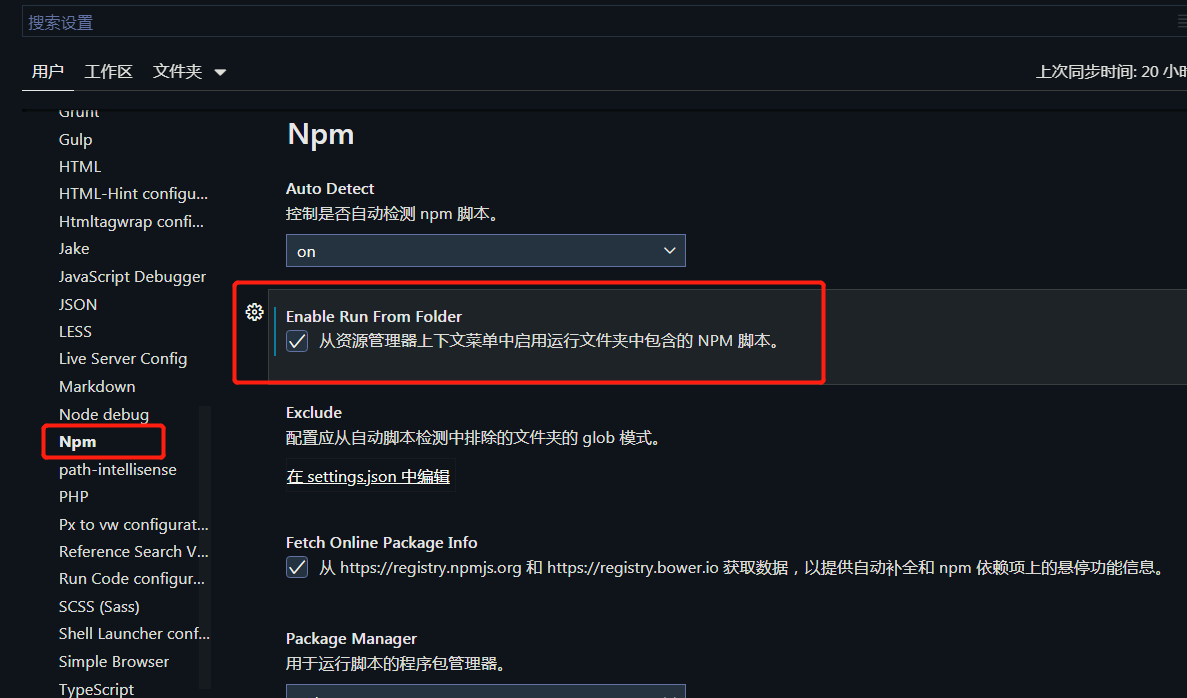 搜索设置
用户 工作区 文件夹
上次同步时间: 20 小时
Grunt
Gulp
HTML
HTML-Hint configu...
Htmltagwrap confi...
Jake
JavaScript Debugger
JSON
LESS
Live Server Config
Markdown
Node debug
Npm
path-intellisense
PHP
Px to vw configurat...
Reference Search V...
Run Code configur...
SCSS (Sass)
Shell Launcher conf...
Simple Browser
TypeScript
Npm
Auto Detect
控制是否自动检测 npm 脚本。
on
Enable Run From Folder
从资源管理器上下文菜单中启用运行文件夹中包含的 NPM 脚本。
Exclude
配置应从自动脚本检测中排除的文件夹的 glob 模式。
在 settings.json 中编辑
Fetch Online Package Info
从 https://registry.npmjs.org 和 https://registry.bower.io 获取数据，以提供自动补全和 npm 依赖项上的悬停功能信息。
Package Manager
用于运行脚本的程序包管理器。